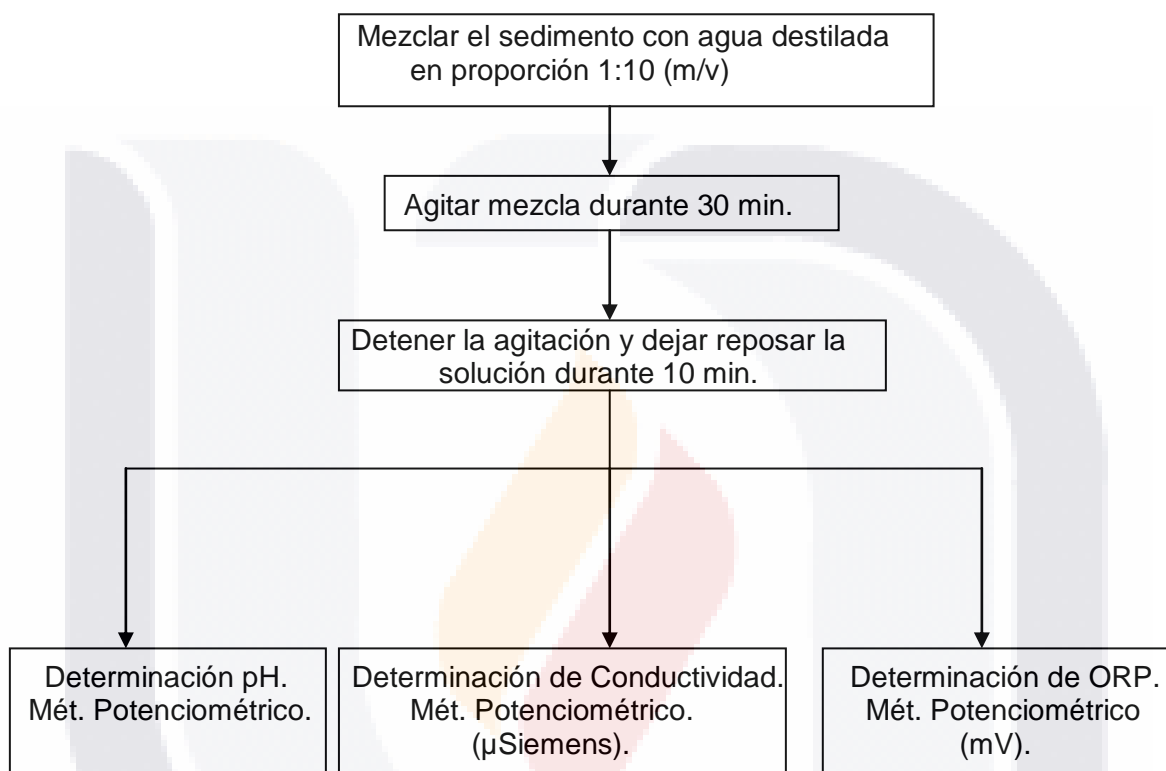 Mezclar el sedimento con agua destilada
en proporción 1:10 (m/v)
Agitar mezcla durante 30 min.
Detener la agitación y dejar reposar la
solución durante 10 min.
Determinación pH.
Mét. Potenciométrico.
Determinación de Conductividad.
Mét. Potenciométrico.
(µSiemens).
Determinación de ORP.
Mét. Potenciométrico
(mV).